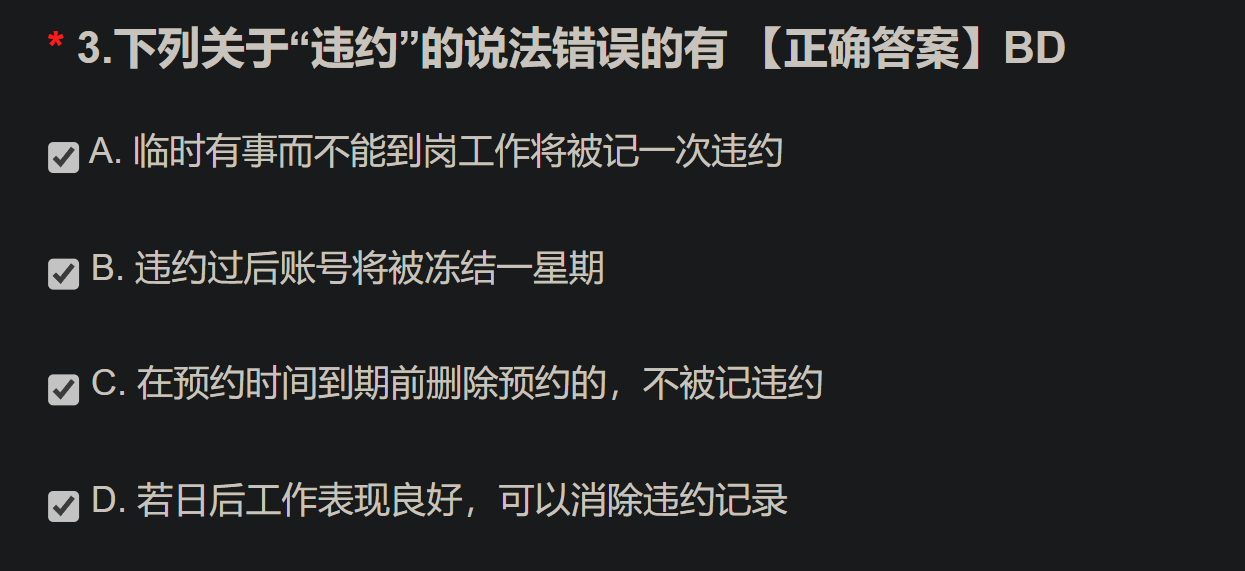 * 3.下列关于“违约”的说法错误的有 【正确答案】BD
A. 临时有事而不能到岗工作将被记一次违约
B. 违约过后账号将被冻结一星期
C. 在预约时间到期前删除预约的，不被记违约
D. 若日后工作表现良好，可以消除违约记录